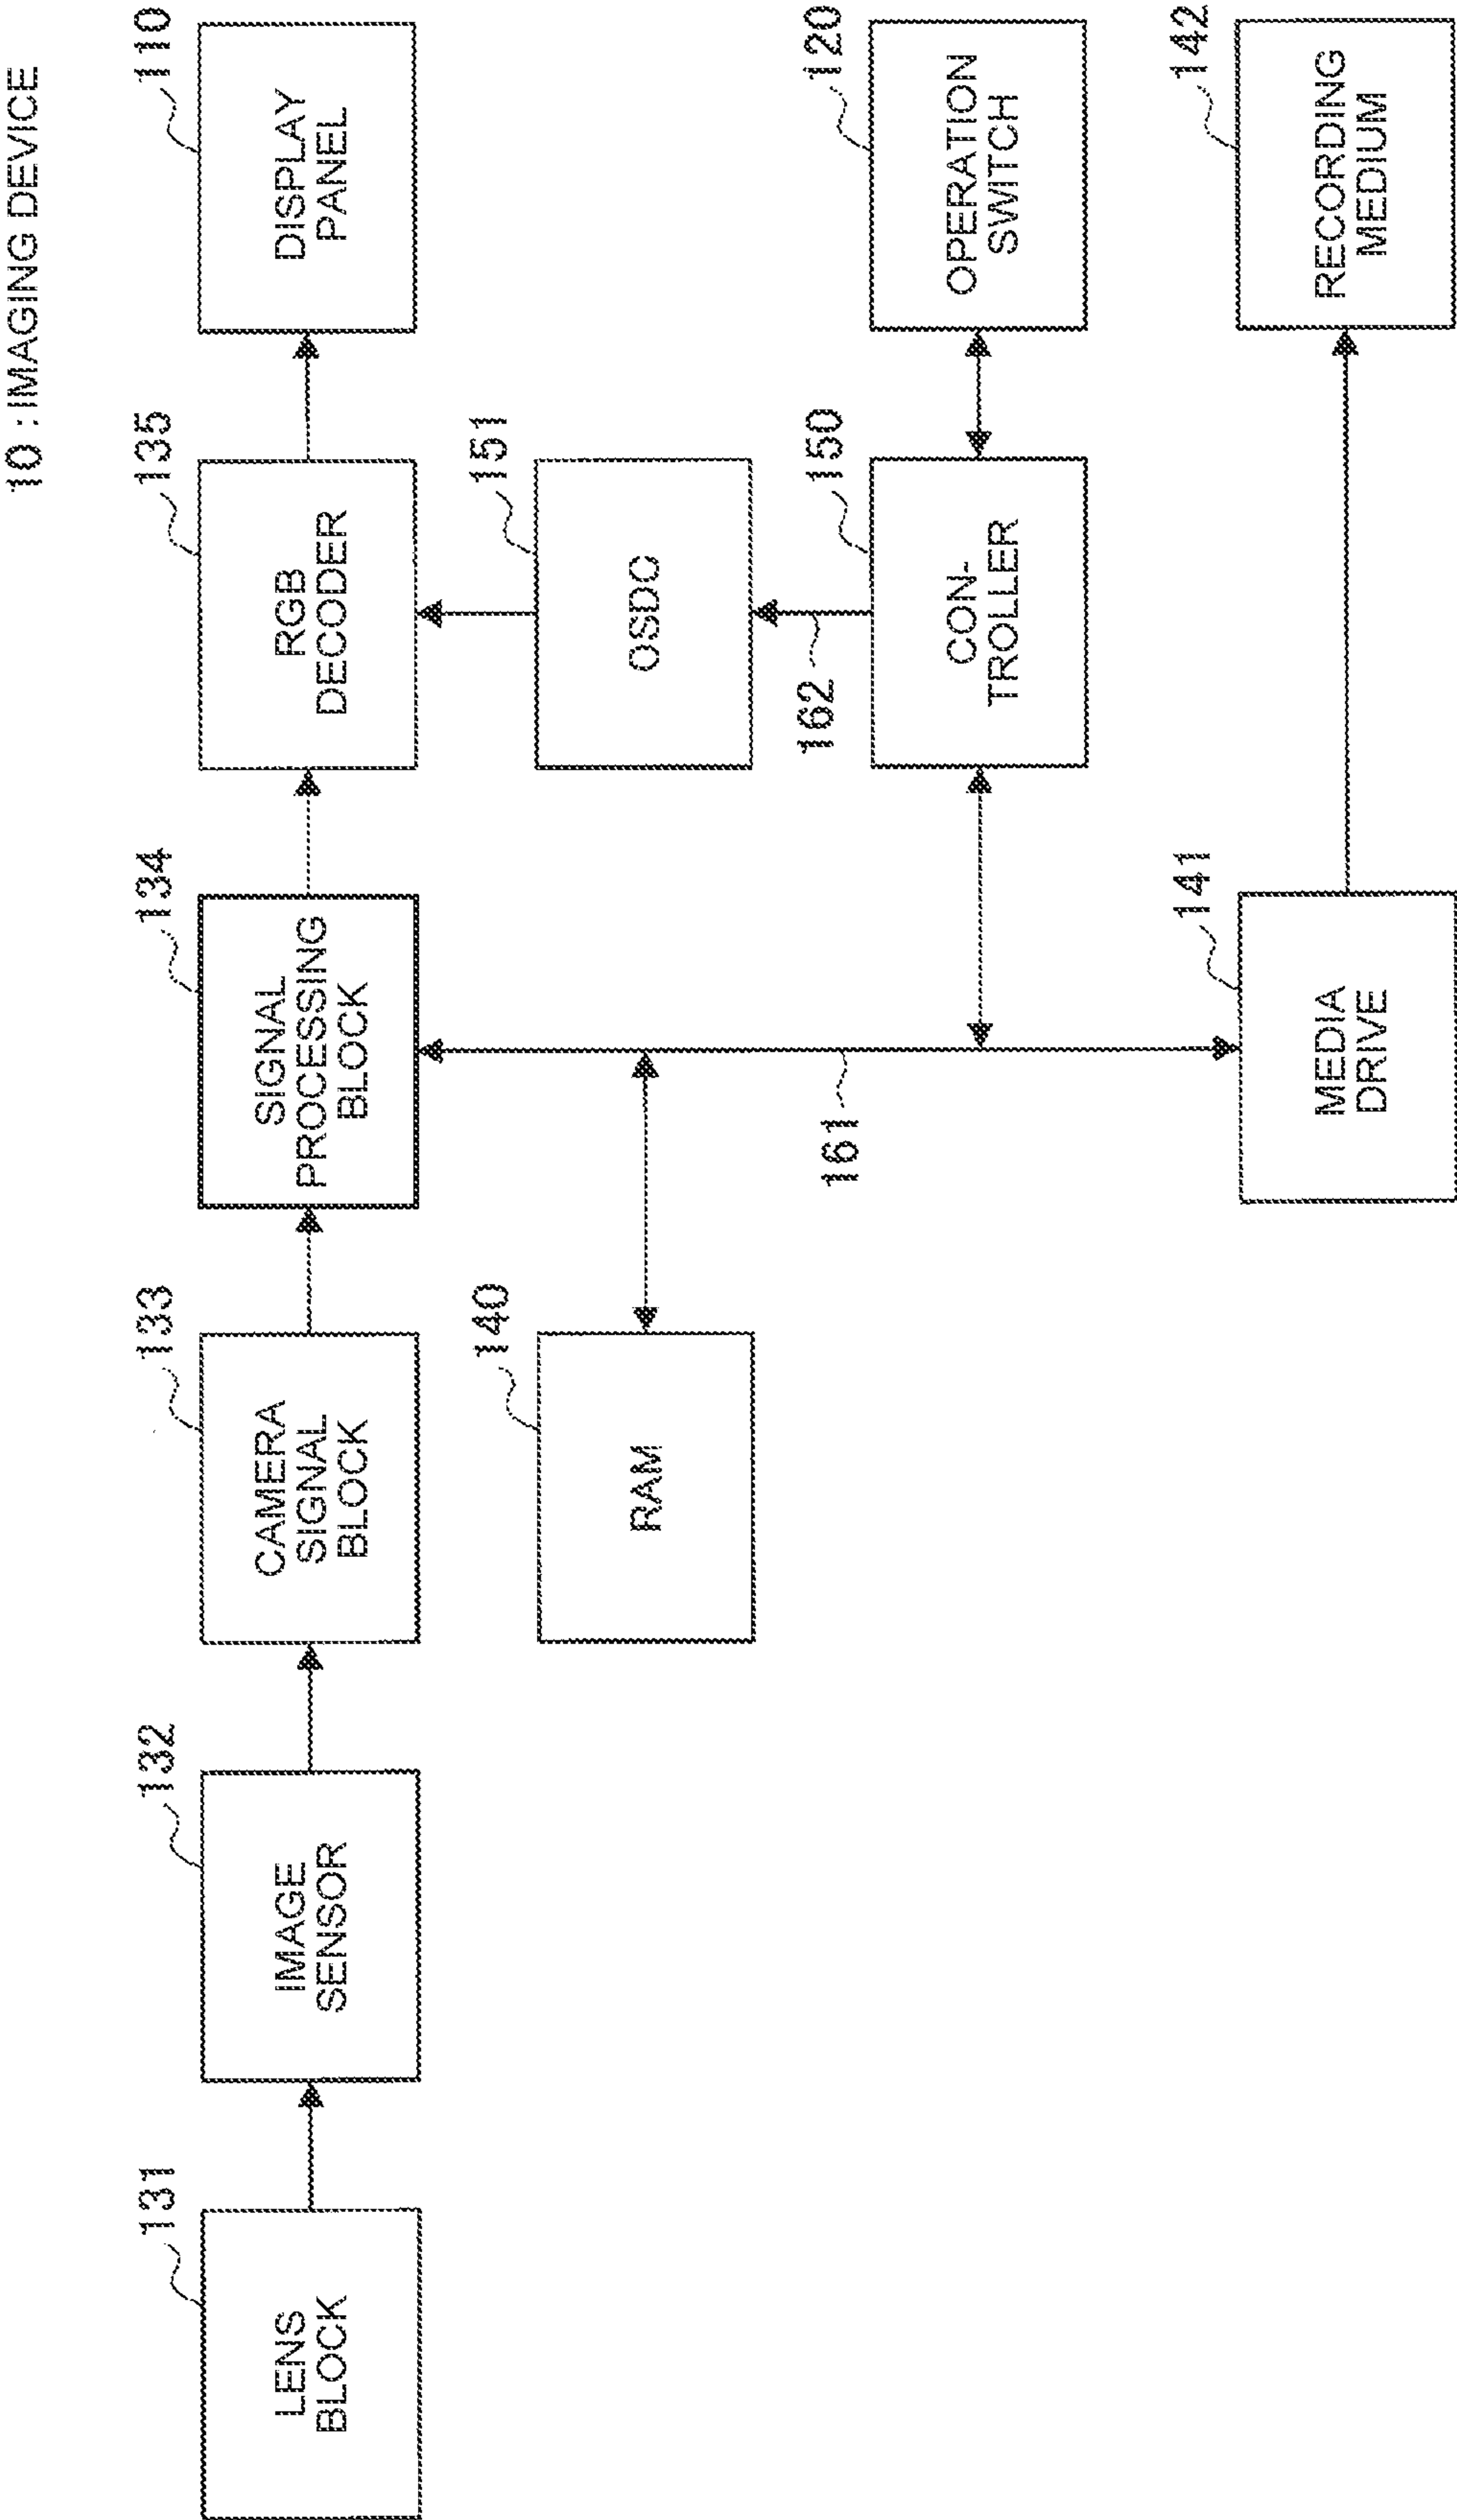 10 : IMAGING DEVICE
131
LENS
BLOCK
132
IMAGE
SENSOR
133
CAMERA
SIGNAL
BLOCK
134
SIGNAL
PROCESSING
BLOCK
135
RGB
DECODER
110
DISPLAY
PANEL
140
RAM
151
OSDC
161
162
150
CON-
TROLLER
120
OPERATION
SWITCH
141
MEDIA
DRIVE
142
RECORDING
MEDIUM